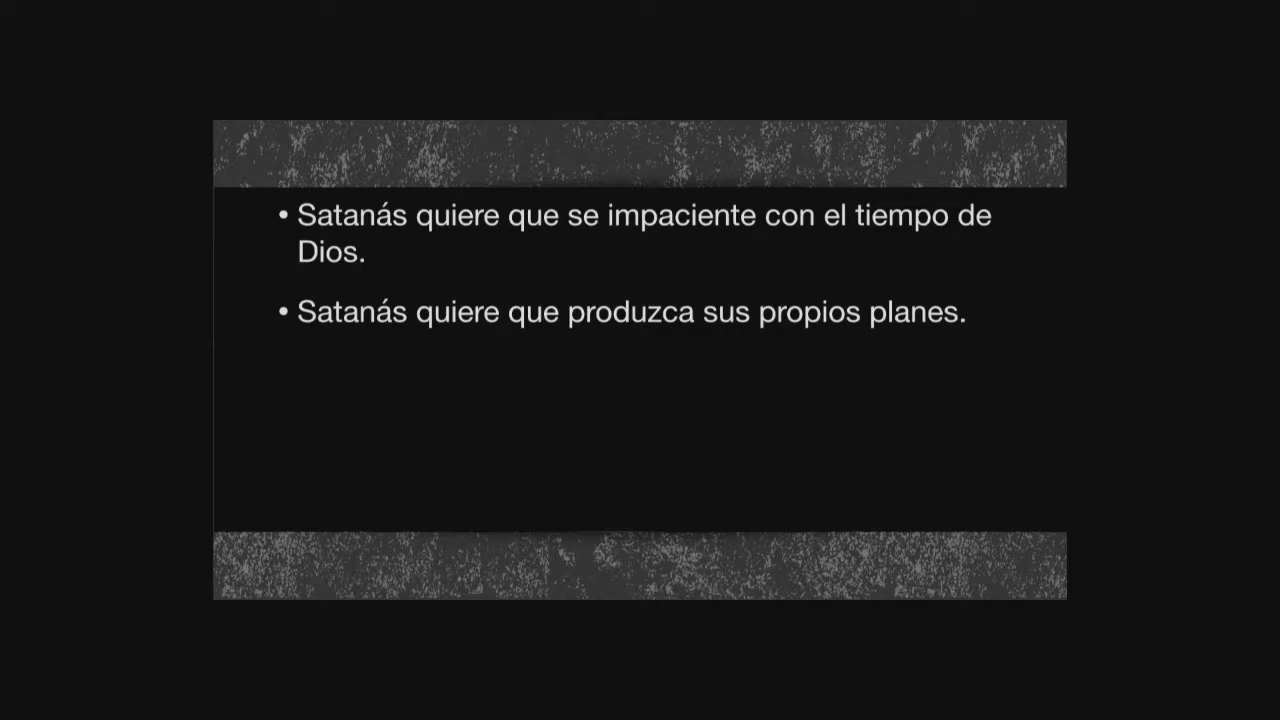 • Satanás quiere que se impaciente con el tiempo de
Dios.
• Satanás quiere que produzca sus propios planes.